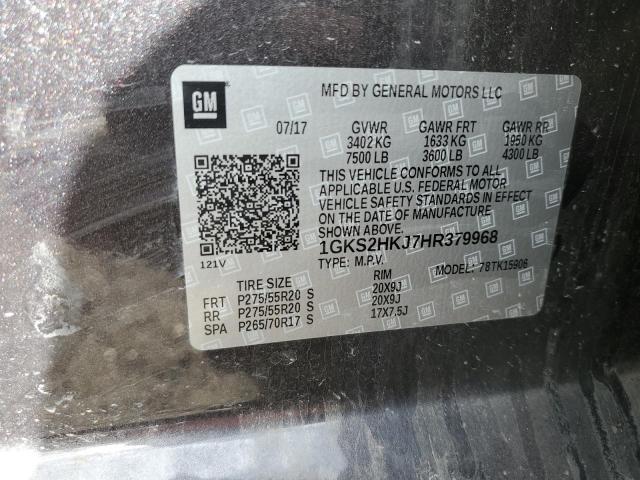 GM
MFD BY GENERAL MOTORS LLC
07/17 GVWR GAWR FRT GAWR RR
3402 KG 1633 KG 1950 KG
7500 LB 3600 LB 4300 LB
THIS VEHICLE CONFORMS TO ALL
APPLICABLE U.S. FEDERAL MOTOR
VEHICLE SAFETY STANDARDS IN EFFECT
ON THE DATE OF MANUFACTURE
SHOWN ABOVE.
1GKS2HKJ7HR379968
121V
TYPE: M.P.V. MODEL: 78TK15906
TIRE SIZE RIM
FRT P275/55R20 S 20X9J
RR P275/55R20 S 20X9J
SPA P265/70R17 S 17X7.5J